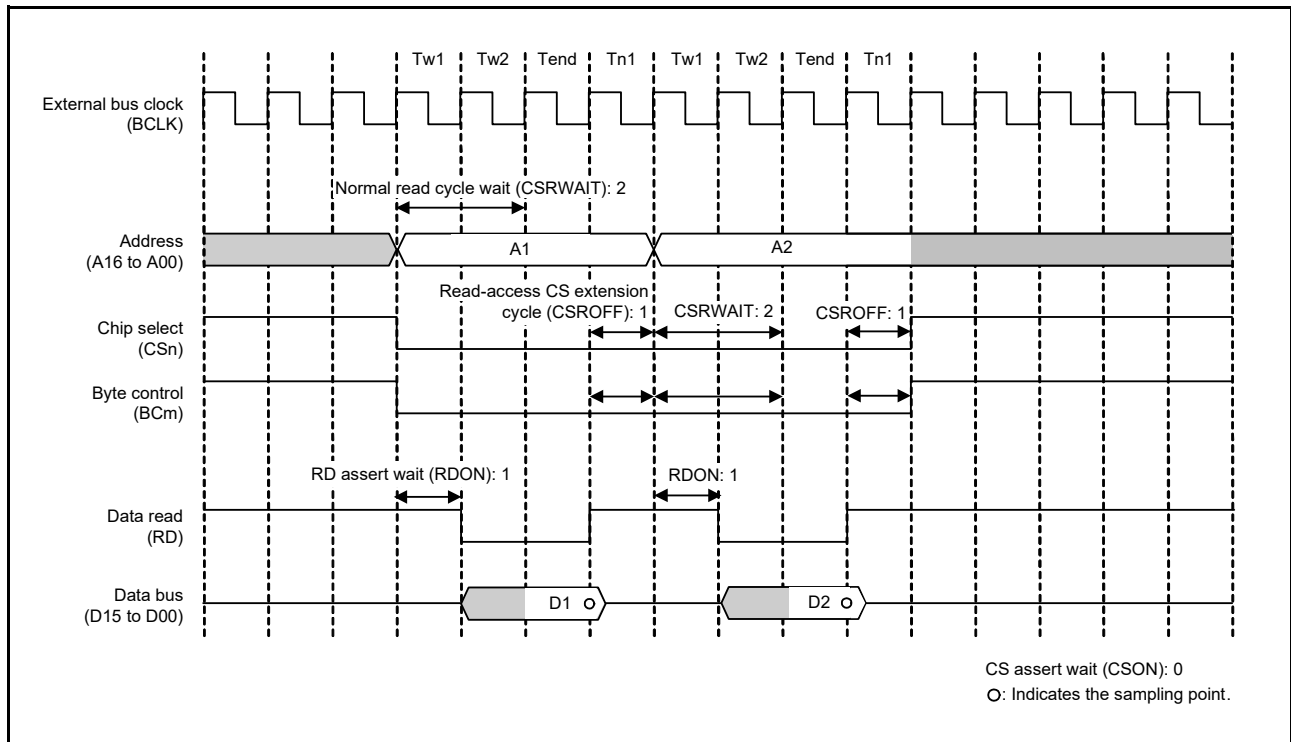 Tw1 Tw2 Tend Tn1 Tw1 Tw2 Tend Tn1
External bus clock
(BCLK)
Normal read cycle wait (CSRWAIT): 2
Address
(A16 to A00)
A1 A2
Read-access CS extension
cycle (CSROFF): 1
CSRWAIT: 2 CSROFF: 1
Chip select
(CSn)
Byte control
(BCm)
RD assert wait (RDON): 1 RDON: 1
Data read
(RD)
Data bus
(D15 to D00)
D1 D2
CS assert wait (CSON): 0
: Indicates the sampling point.